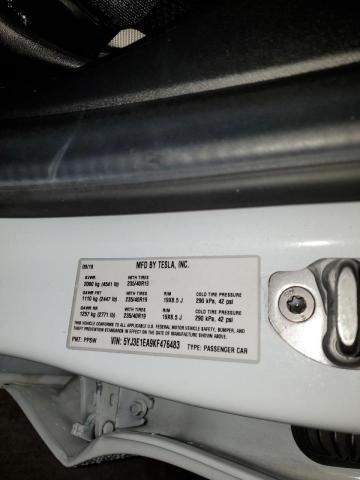 09/19 MFD BY TESLA, INC.
GVWR WITH TIRES
2060 kg (4541 lb) 235/40R19
GAWR FRT WITH TIRES RIM COLD TIRE PRESSURE
1110 kg (2447 lb) 235/40R19 19X8.5 J 290 kPa, 42 psi
GAWR RR WITH TIRES RIM COLD TIRE PRESSURE
1257 kg (2771 lb) 235/40R19 19X8.5 J 290 kPa, 42 psi
THIS VEHICLE CONFORMS TO ALL APPLICABLE U.S. FEDERAL MOTOR VEHICLE SAFETY, BUMPER, AND
THEFT PREVENTION STANDARDS IN EFFECT ON THE DATE OF MANUFACTURE SHOWN ABOVE.
PNT: PPSW VIN: 5YJ3E1EA9KF476483 TYPE: PASSENGER CAR